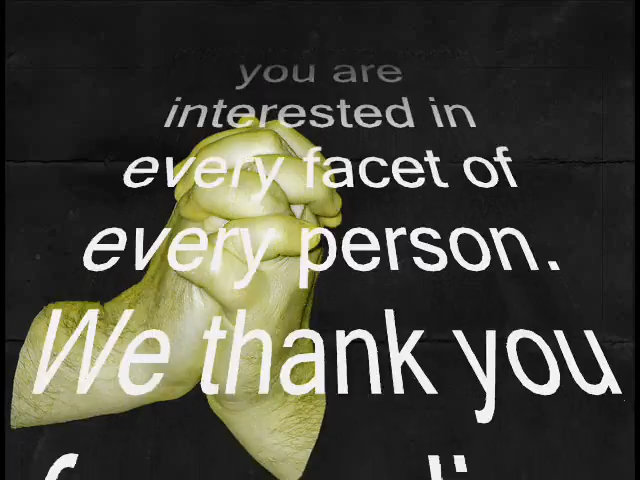 you are
interested in
every facet of
every person.
We thank you